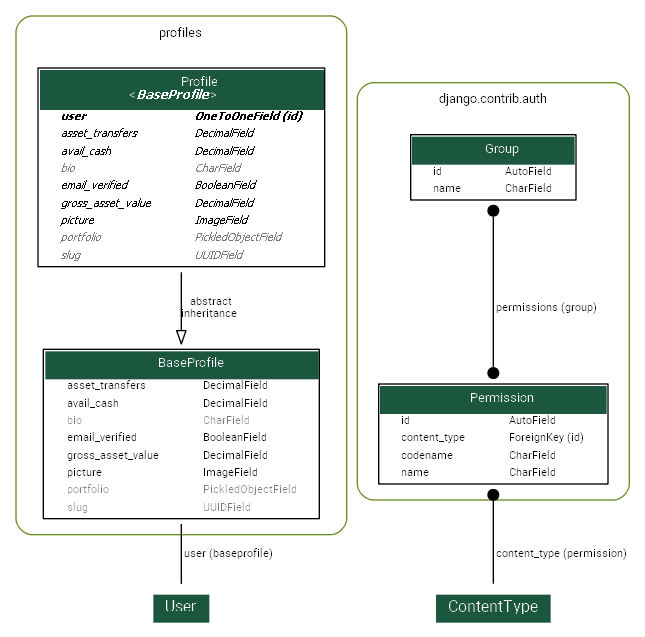 profiles
Profile
<BaseProfile>
user OneToOneField (id)
asset_transfers DecimalField
avail_cash DecimalField
bio CharField
email_verified BooleanField
gross_asset_value DecimalField
picture ImageField
portfolio PickledObjectField
slug UUIDField
abstract
inheritance
BaseProfile
asset_transfers DecimalField
avail_cash DecimalField
bio CharField
email_verified BooleanField
gross_asset_value DecimalField
picture ImageField
portfolio PickledObjectField
slug UUIDField
user (baseprofile)
User
django.contrib.auth
Group
id AutoField
name CharField
permissions (group)
Permission
id AutoField
content_type ForeignKey (id)
codename CharField
name CharField
content_type (permission)
ContentType